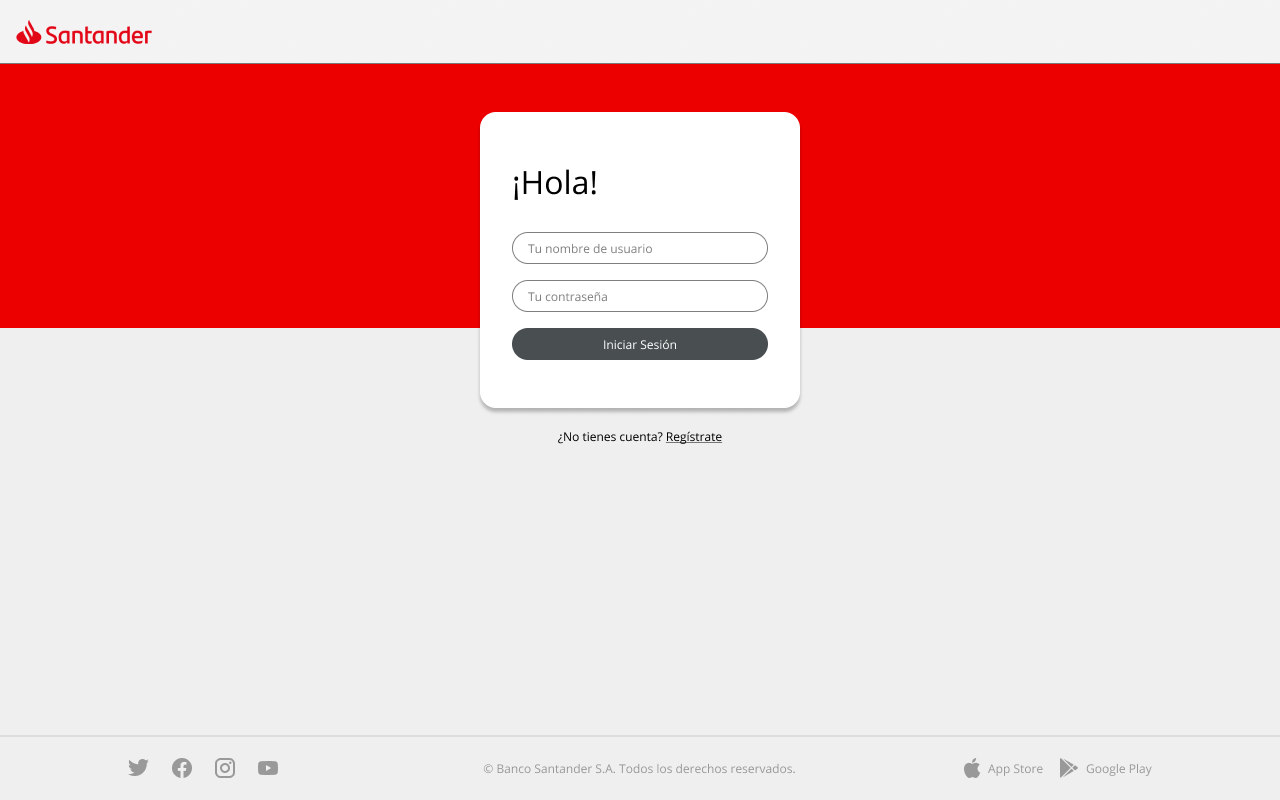 Santander
¡Hola!
Tu nombre de usuario
Tu contraseña
Iniciar Sesión
¿No tienes cuenta? Regístrate
© Banco Santander S.A. Todos los derechos reservados.
App Store
Google Play